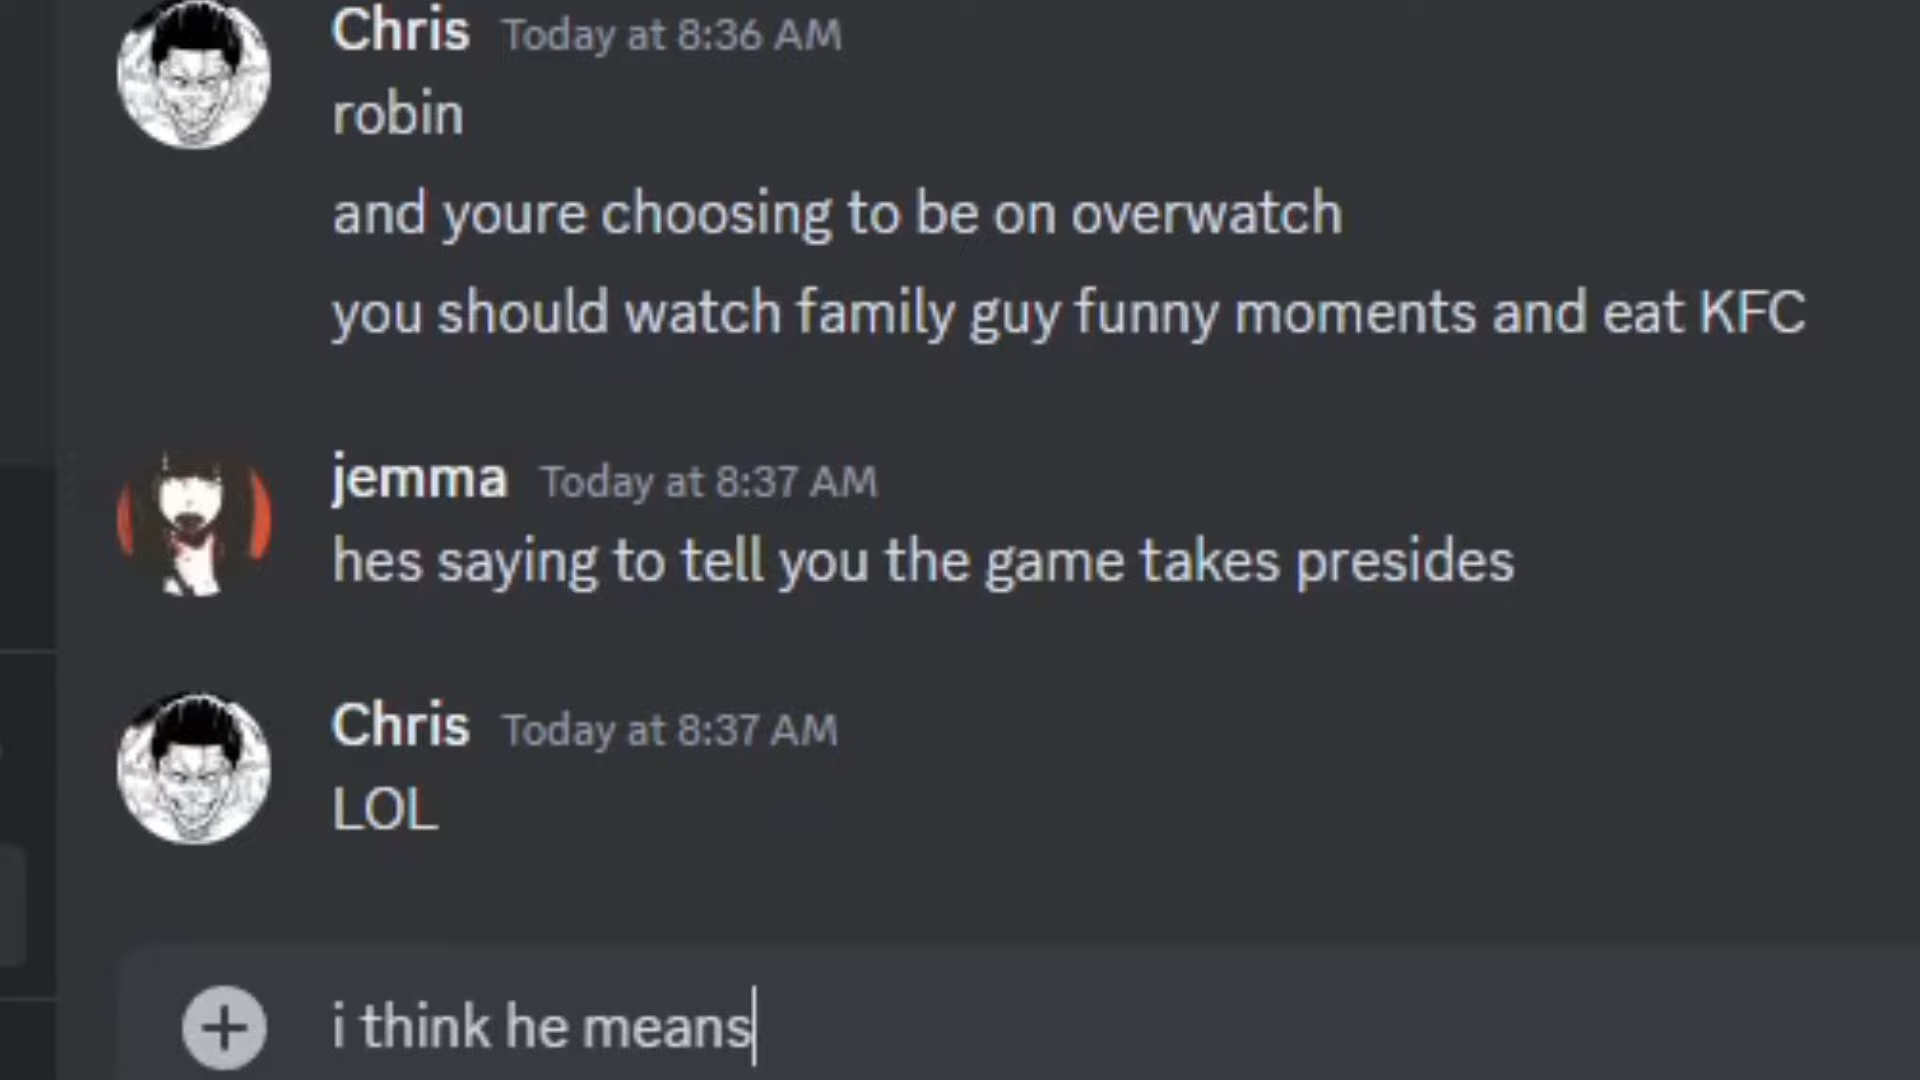 Chris Today at 8:36 AM
robin
and youre choosing to be on overwatch
you should watch family guy funny moments and eat KFC
jemma Today at 8:37 AM
hes saying to tell you the game takes presides
Chris Today at 8:37 AM
LOL
i think he means